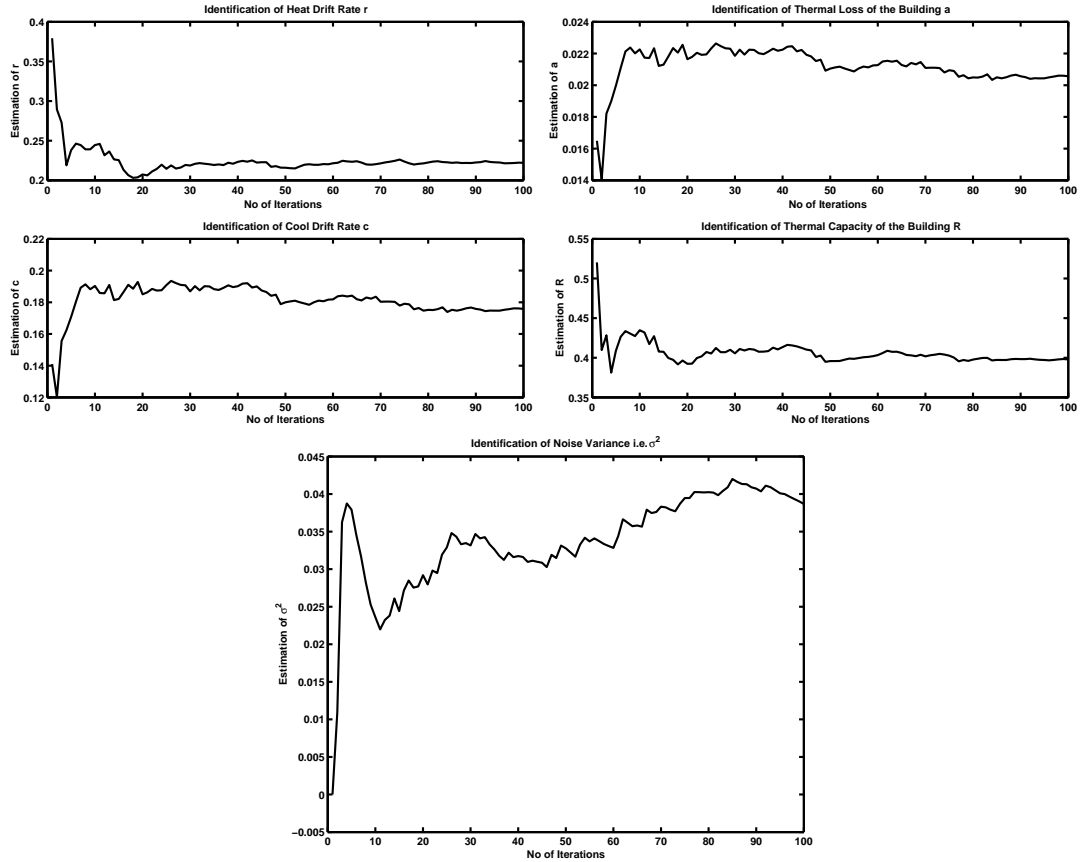 Identification of Heat Drift Rate r
Estimation of r
0.4
0.35
0.3
0.25
0.2
0 10 20 30 40 50 60 70 80 90 100
No of Iterations
Identification of Thermal Loss of the Building a
Estimation of a
0.024
0.022
0.02
0.018
0.016
0.014
0 10 20 30 40 50 60 70 80 90 100
No of Iterations
Identification of Cool Drift Rate c
Estimation of c
0.22
0.2
0.18
0.16
0.14
0.12
0 10 20 30 40 50 60 70 80 90 100
No of Iterations
Identification of Thermal Capacity of the Building R
Estimation of R
0.55
0.5
0.45
0.4
0.35
0 10 20 30 40 50 60 70 80 90 100
No of Iterations
Identification of Noise Variance i.e. σ²
Estimation of σ²
0.045
0.04
0.035
0.03
0.025
0.02
0.015
0.01
0.005
0
−0.005
0 10 20 30 40 50 60 70 80 90 100
No of Iterations